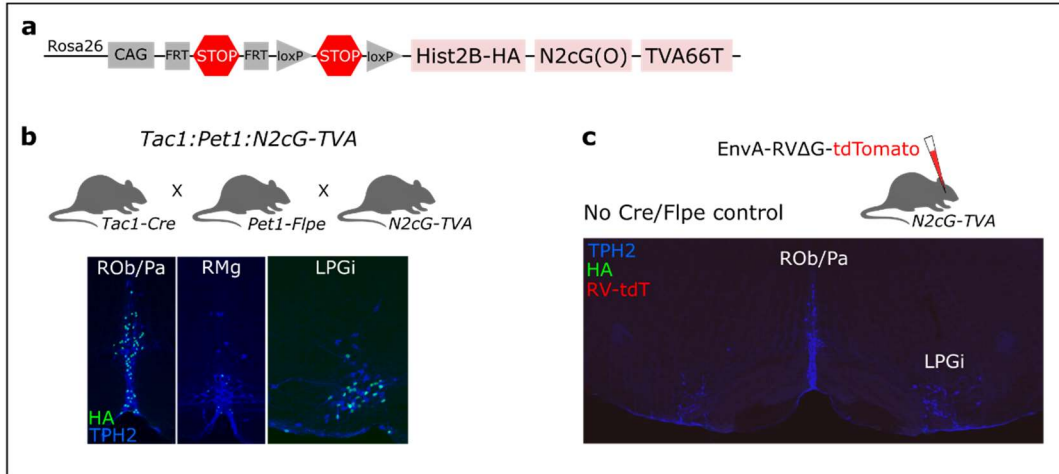 a
Rosa26 CAG FRT STOP FRT loxP STOP loxP Hist2B-HA N2cG(O) TVA66T
b
Tac1:Pet1:N2cG-TVA
X X
Tac1-Cre Pet1-Flpe N2cG-TVA
ROb/Pa RMg LPGi
HA
TPH2
c
EnvA-RVΔG-tdTomato
No Cre/Flpe control
N2cG-TVA
TPH2
HA
RV-tdT
ROb/Pa
LPGi